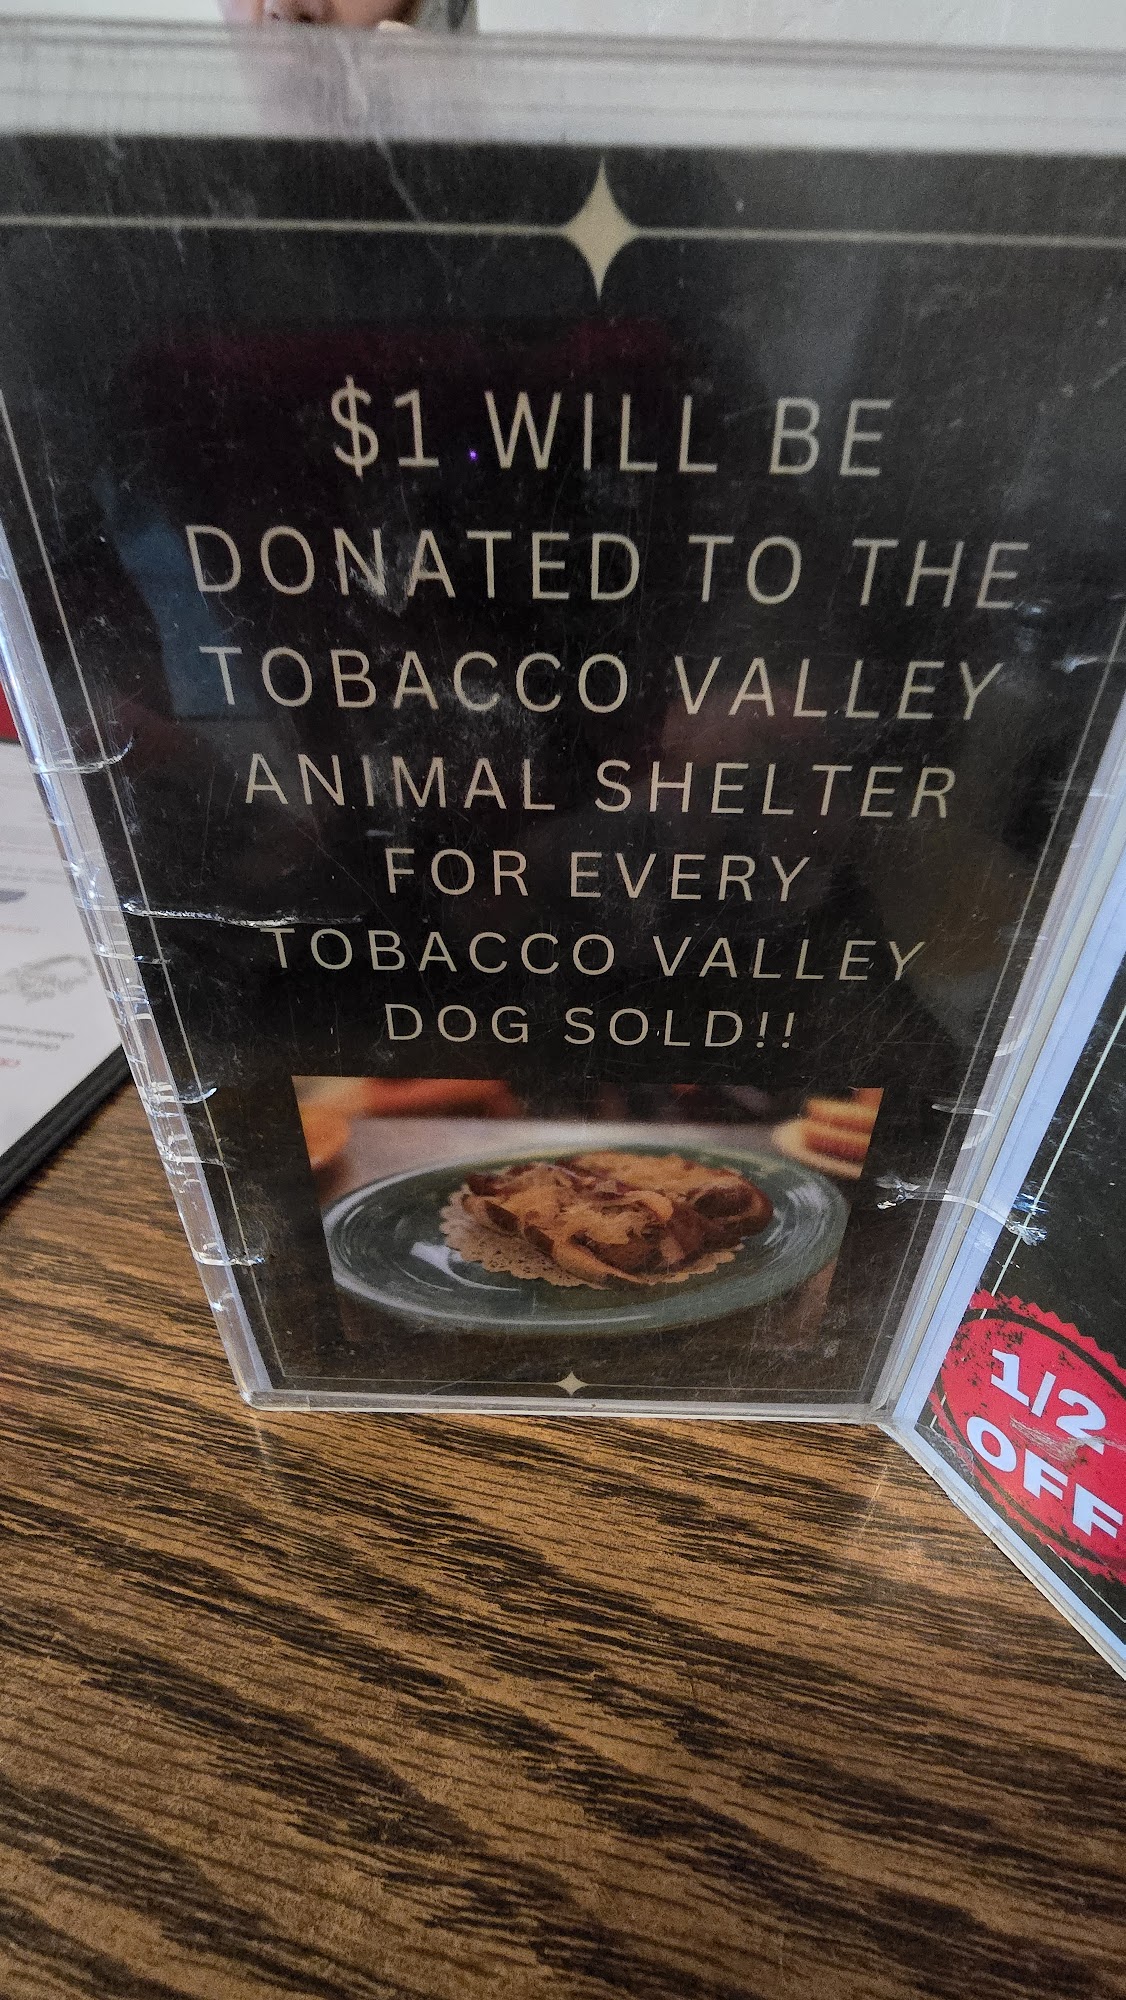 $1 WILL BE
DONATED TO THE
TOBACCO VALLEY
ANIMAL SHELTER
FOR EVERY
TOBACCO VALLEY
DOG SOLD!!
1/2
OFF